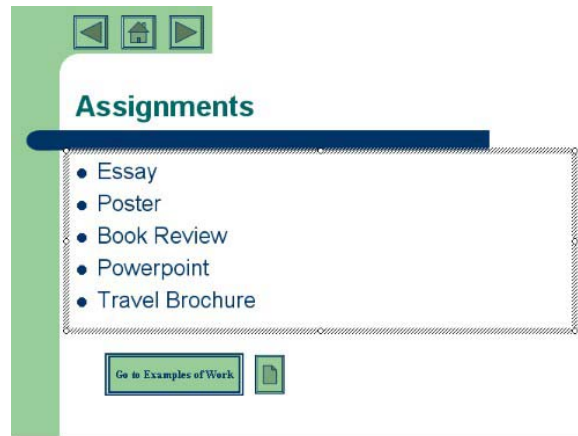 Assignments
Essay
Poster
Book Review
Powerpoint
Travel Brochure
Go to Examples of Work